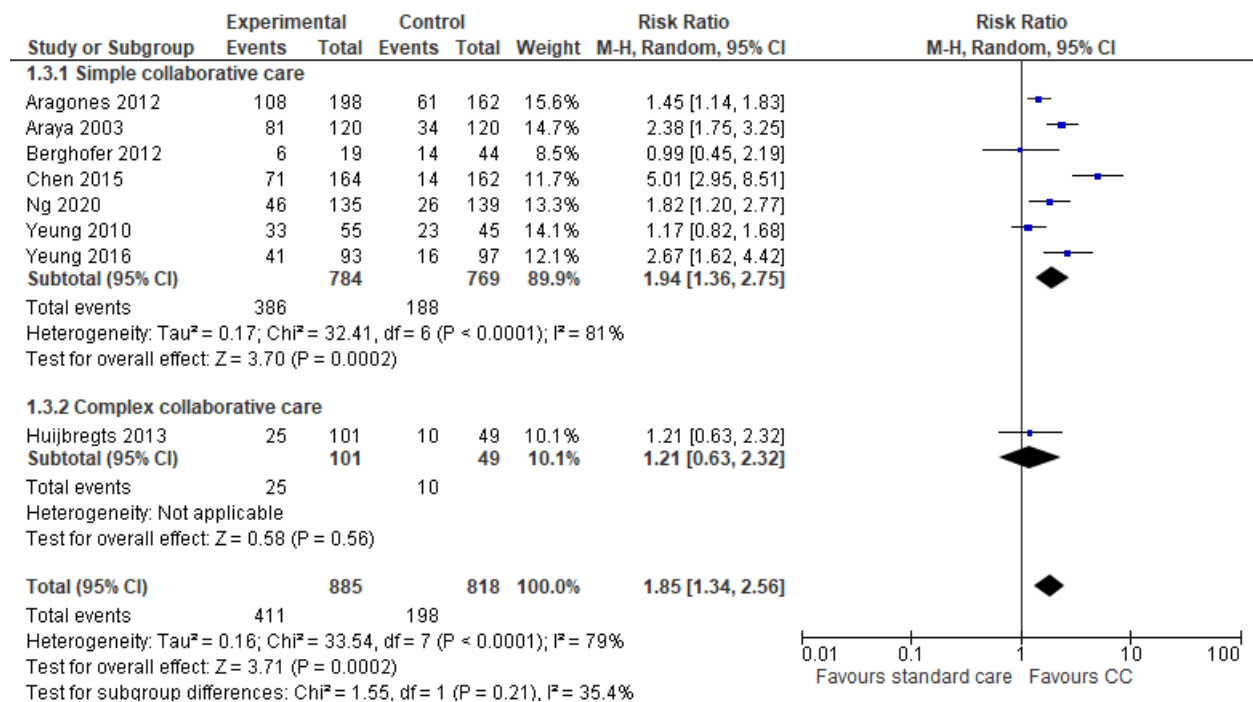 Experimental Control Risk Ratio Risk Ratio
Study or Subgroup Events Total Events Total Weight M-H, Random, 95% CI M-H, Random, 95% CI
1.3.1 Simple collaborative care
Aragones 2012 108 198 61 162 15.6% 1.45 [1.14, 1.83]
Araya 2003 81 120 34 120 14.7% 2.38 [1.75, 3.25]
Berghofer 2012 6 19 14 44 8.5% 0.99 [0.45, 2.19]
Chen 2015 71 164 14 162 11.7% 5.01 [2.95, 8.51]
Ng 2020 46 135 26 139 13.3% 1.82 [1.20, 2.77]
Yeung 2010 33 55 23 45 14.1% 1.17 [0.82, 1.68]
Yeung 2016 41 93 16 97 12.1% 2.67 [1.62, 4.42]
Subtotal (95% CI) 784 769 89.9% 1.94 [1.36, 2.75]
Total events 386 188
Heterogeneity: Tau² = 0.17; Chi² = 32.41, df = 6 (P < 0.0001); I² = 81%
Test for overall effect: Z = 3.70 (P = 0.0002)
1.3.2 Complex collaborative care
Huijbregts 2013 25 101 10 49 10.1% 1.21 [0.63, 2.32]
Subtotal (95% CI) 101 49 10.1% 1.21 [0.63, 2.32]
Total events 25 10
Heterogeneity: Not applicable
Test for overall effect: Z = 0.58 (P = 0.56)
Total (95% CI) 885 818 100.0% 1.85 [1.34, 2.56]
Total events 411 198
Heterogeneity: Tau² = 0.16; Chi² = 33.54, df = 7 (P < 0.0001); I² = 79%
Test for overall effect: Z = 3.71 (P = 0.0002)
Test for subgroup differences: Chi² = 1.55, df = 1 (P = 0.21), I² = 35.4%
0.01 0.1 1 10 100
Favours standard care Favours CC